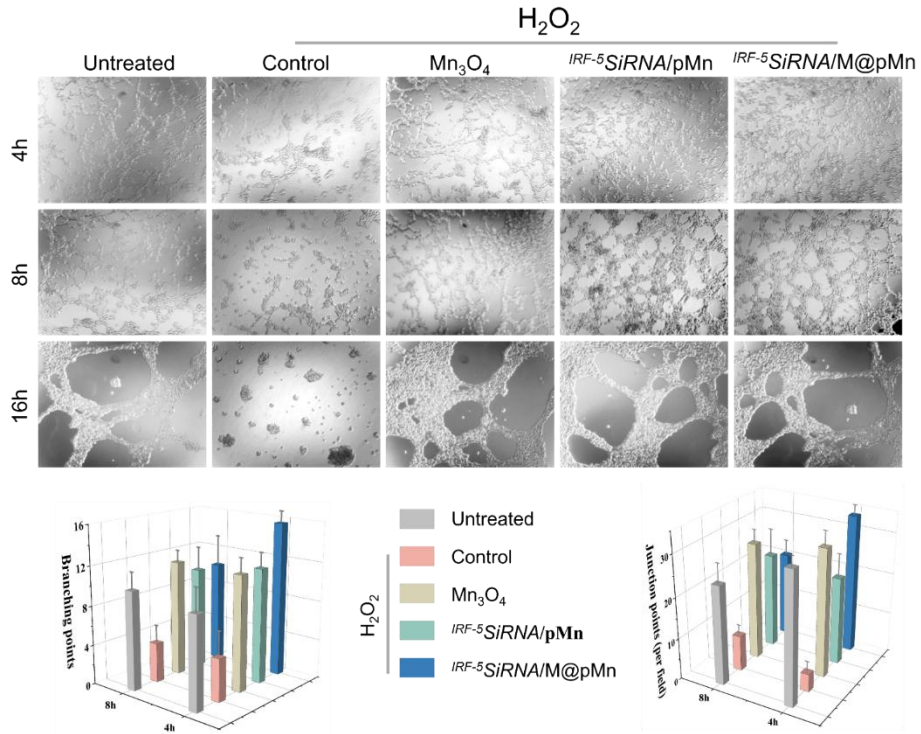 H₂O₂
Untreated
Control
Mn₃O₄
IRF-5SiRNA/pMn
IRF-5SiRNA/M@pMn
4h
8h
16h
Branching points
16
12
8
4
0
8h
4h
H₂O₂
Untreated
Control
Mn₃O₄
IRF-5SiRNA/pMn
IRF-5SiRNA/M@pMn
Junction points (per field)
30
20
10
0
8h
4h